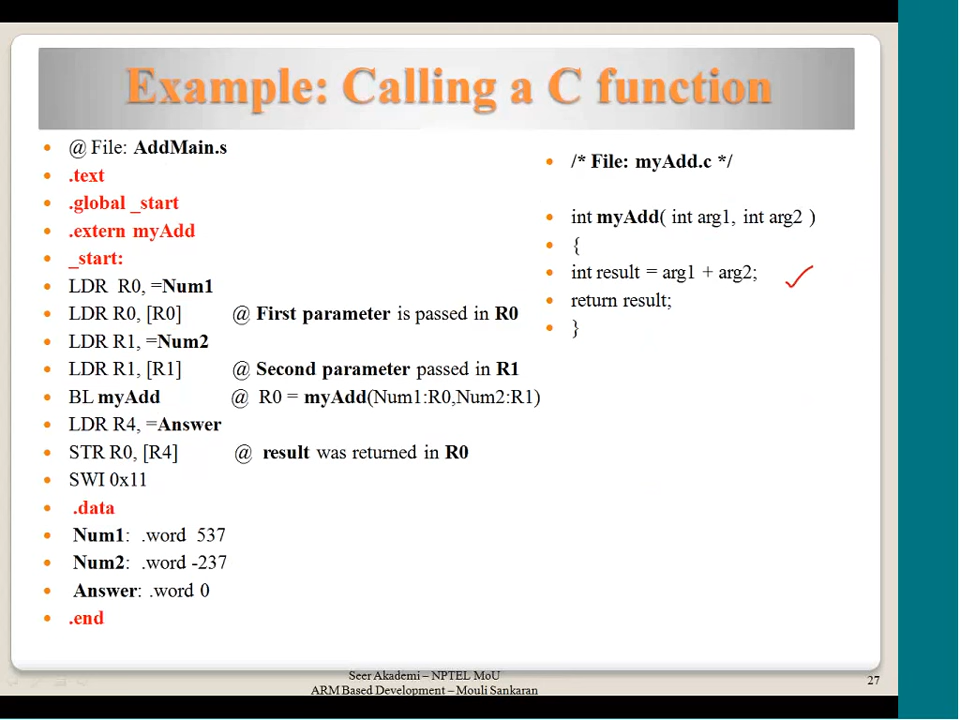 Example: Calling a C function
@ File: AddMain.s
.text
.global _start
.extern myAdd
_start:
LDR R0, =Num1
LDR R0, [R0] @ First parameter is passed in R0
LDR R1, =Num2
LDR R1, [R1] @ Second parameter passed in R1
BL myAdd @ R0 = myAdd(Num1:R0,Num2:R1)
LDR R4, =Answer
STR R0, [R4] @ result was returned in R0
SWI 0x11
.data
Num1: .word 537
Num2: .word -237
Answer: .word 0
.end
/* File: myAdd.c */
int myAdd( int arg1, int arg2 )
{
int result = arg1 + arg2;
return result;
}
Seer Akademi – NPTEL MoU
ARM Based Development – Mouli Sankaran
27